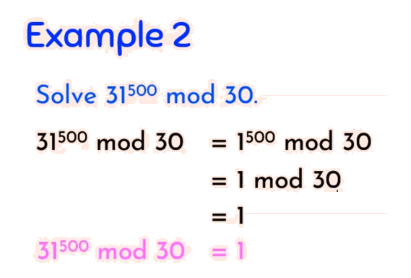 Example 2
Solve 31⁵⁰⁰ mod 30.
31⁵⁰⁰ mod 30 = 1⁵⁰⁰ mod 30
= 1 mod 30
= 1
31⁵⁰⁰ mod 30 = 1